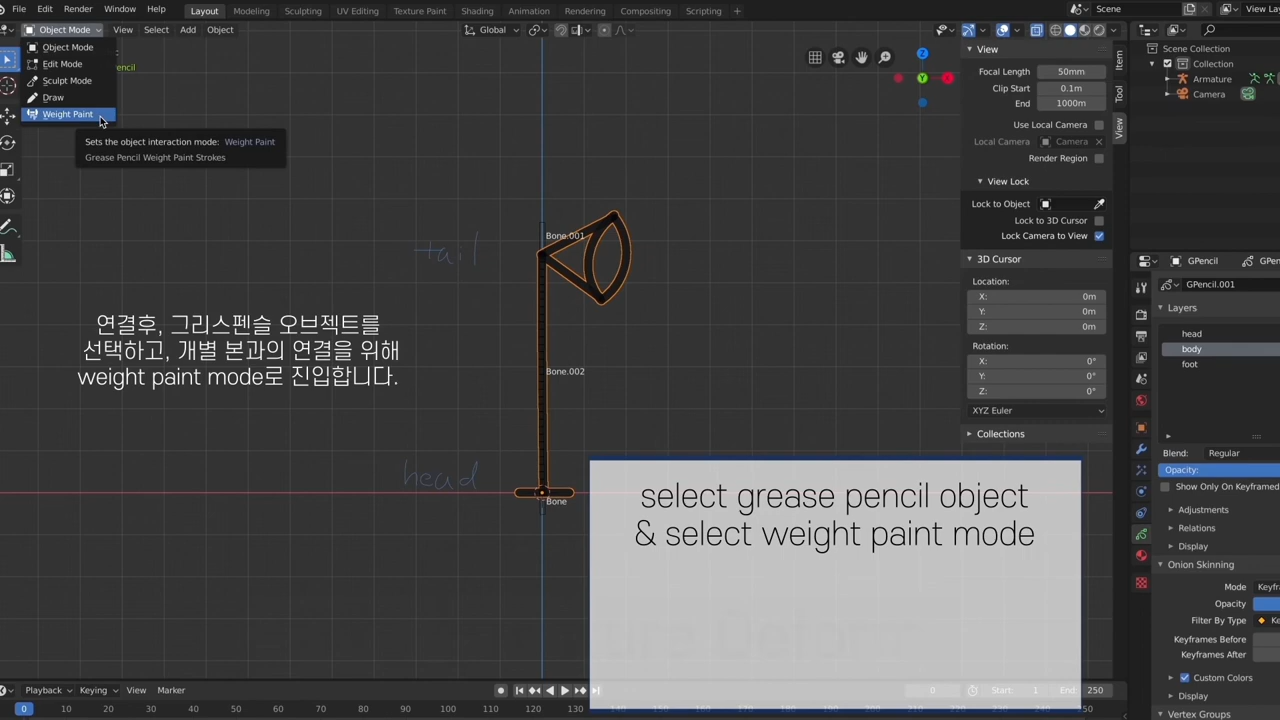 File Edit Render Window Help
Layout Modeling Sculpting UV Editing Texture Paint Shading Animation Rendering Compositing Scripting +
Scene
View Lay
Object Mode View Select Add Object
Global
Object Mode
Edit Mode
Sculpt Mode
Draw
Weight Paint
encil
Sets the object interaction mode: Weight Paint
Grease Pencil Weight Paint Strokes
tail
head
Bone.001
Bone.002
Bone
연결후, 그리스펜슬 오브젝트를
선택하고, 개별 본과의 연결을 위해
weight paint mode로 진입합니다.
select grease pencil object
& select weight paint mode
X
Y
Z
View
Focal Length 50mm
Clip Start 0.1m
End 1000m
Use Local Camera
Local Camera Camera
Render Region
View Lock
Lock to Object
Lock to 3D Cursor
Lock Camera to View
3D Cursor
Location:
X: 0m
Y: 0m
Z: 0m
Rotation:
X: 0°
Y: 0°
Z: 0°
XYZ Euler
Collections
Item
Tool
View
Scene Collection
Collection
Armature
Camera
GPencil GPen
GPencil.001
Layers
head
body
foot
Blend: Regular
Opacity:
Show Only On Keyframed
Adjustments
Relations
Display
Onion Skinning
Mode Keyfr
Opacity
Filter By Type Ke
Keyframes Before
Keyframes After
Custom Colors
Display
Vertex Groups
Playback Keying View Marker
0 Start: 1 End: 250
0 10 20 30 40 50 60 70 80 90 100 110 120 130